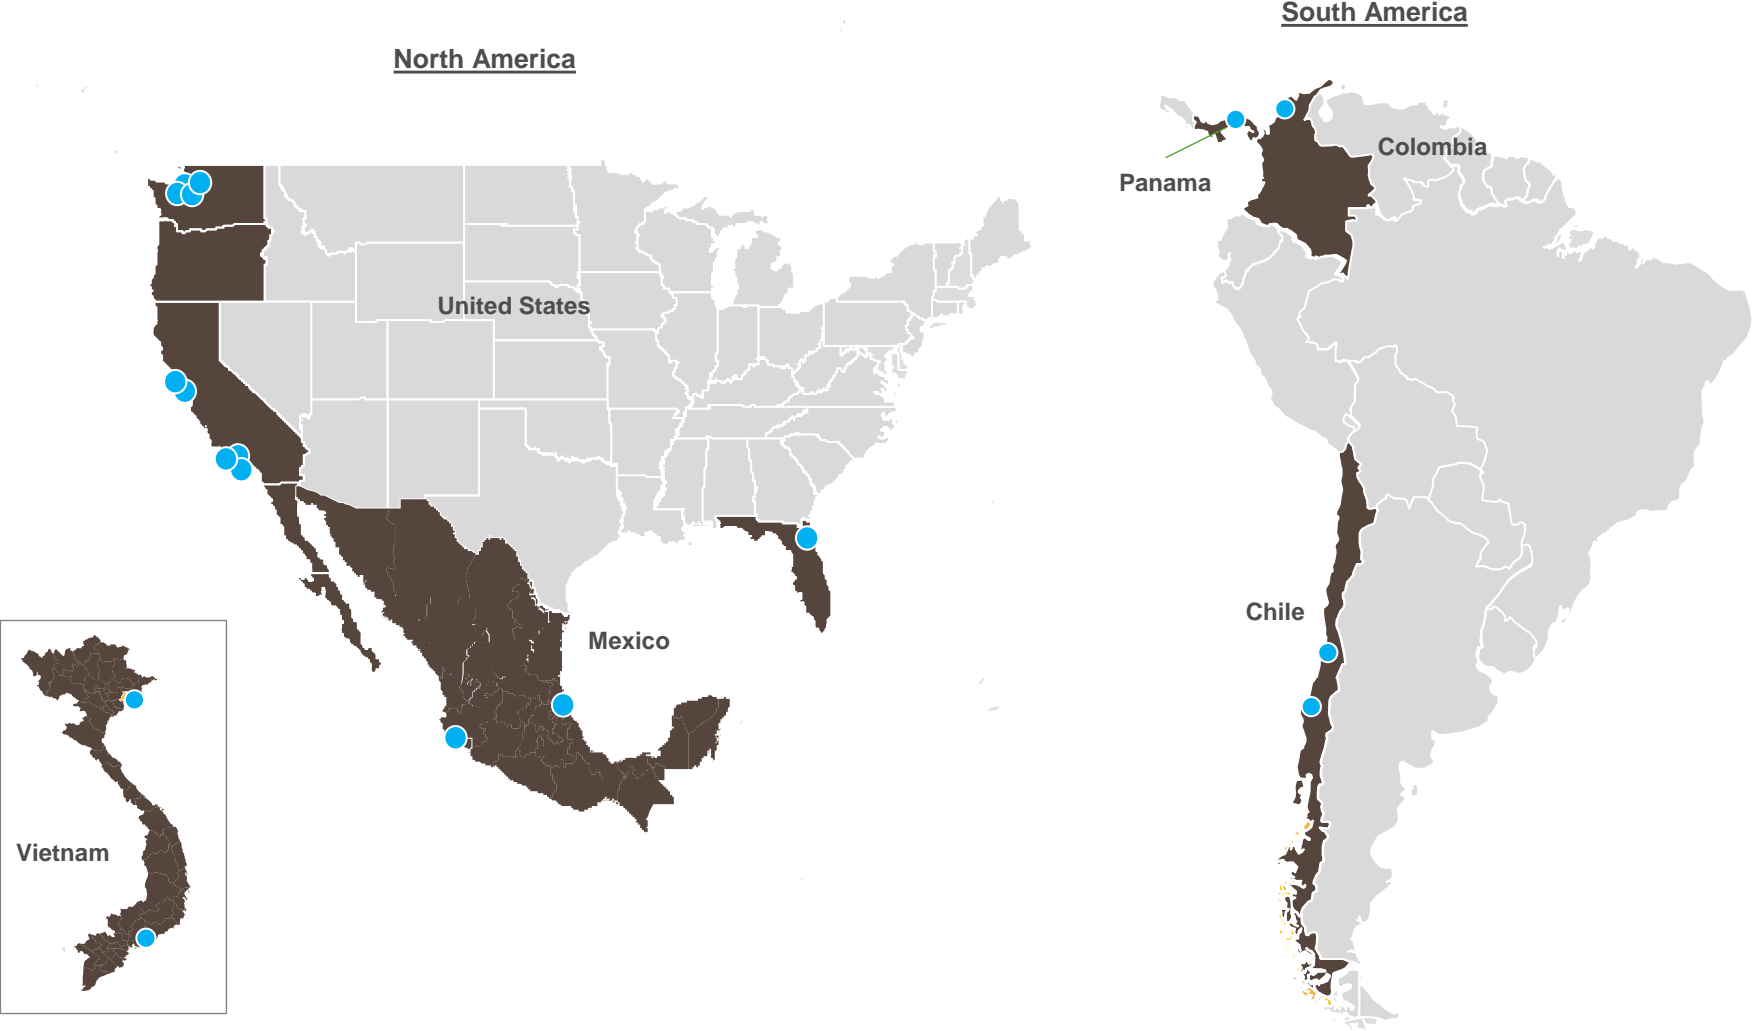 South America
North America
Colombia
Panama
United States
Chile
Mexico
Vietnam